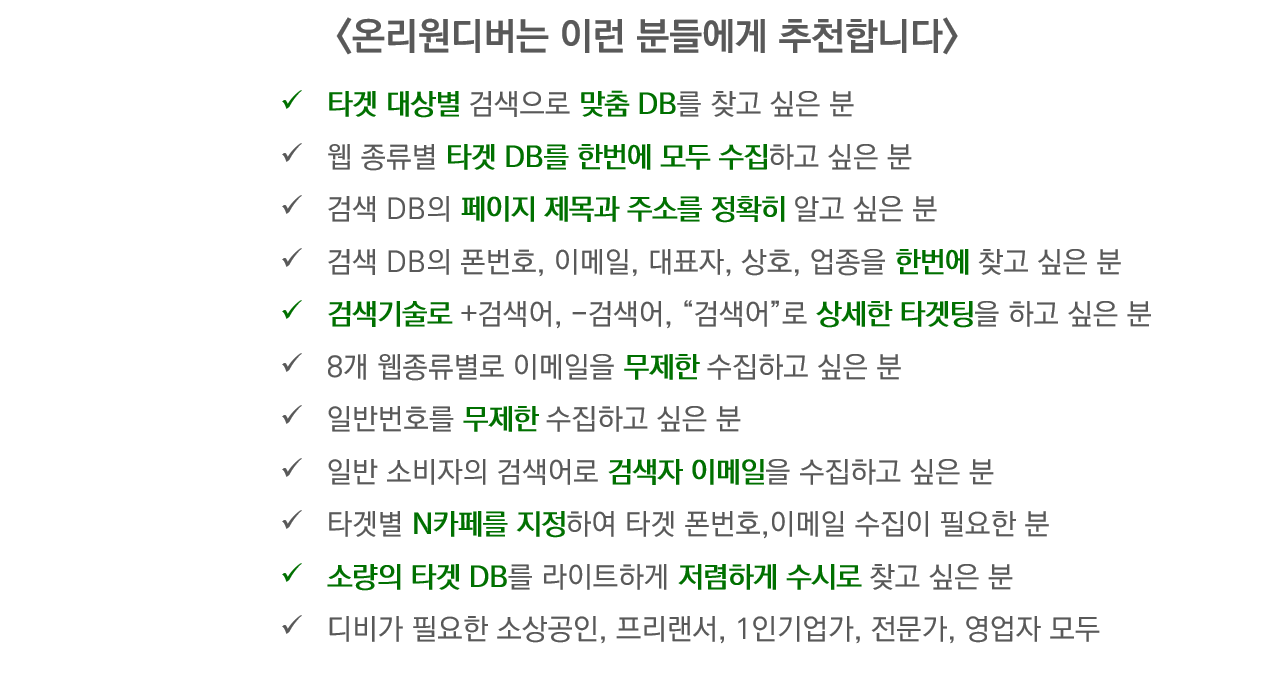 <온리원디버는 이런 분들에게 추천합니다>
✓ 타겟 대상별 검색으로 맞춤 DB를 찾고 싶은 분
✓ 웹 종류별 타겟 DB를 한번에 모두 수집하고 싶은 분
✓ 검색 DB의 페이지 제목과 주소를 정확히 알고 싶은 분
✓ 검색 DB의 폰번호, 이메일, 대표자, 상호, 업종을 한번에 찾고 싶은 분
✓ 검색기술로 +검색어, -검색어, “검색어”로 상세한 타겟팅을 하고 싶은 분
✓ 8개 웹종류별로 이메일을 무제한 수집하고 싶은 분
✓ 일반번호를 무제한 수집하고 싶은 분
✓ 일반 소비자의 검색어로 검색자 이메일을 수집하고 싶은 분
✓ 타겟별 N카페를 지정하여 타겟 폰번호,이메일 수집이 필요한 분
✓ 소량의 타겟 DB를 라이트하게 저렴하게 수시로 찾고 싶은 분
✓ 디비가 필요한 소상공인, 프리랜서, 1인기업가, 전문가, 영업자 모두